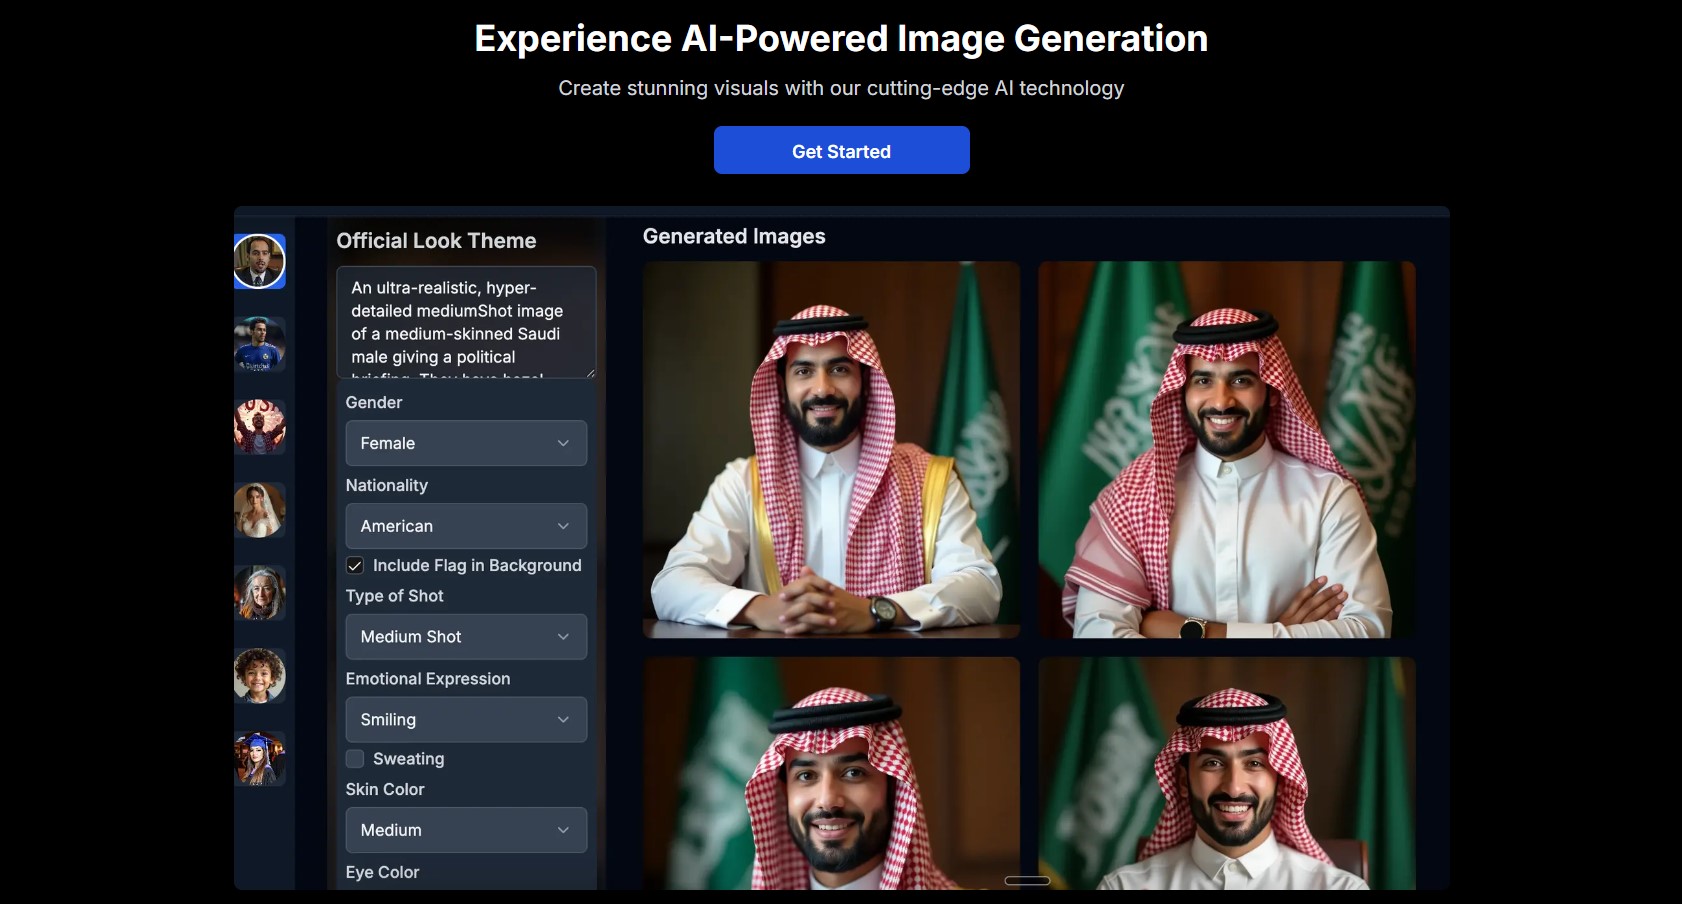 Experience AI-Powered Image Generation
Create stunning visuals with our cutting-edge AI technology
Get Started
Official Look Theme
An ultra-realistic, hyper-
detailed mediumShot image
of a medium-skinned Saudi
male giving a political
Gender
Female
Nationality
American
Include Flag in Background
Type of Shot
Medium Shot
Emotional Expression
Smiling
Sweating
Skin Color
Medium
Eye Color
Generated Images